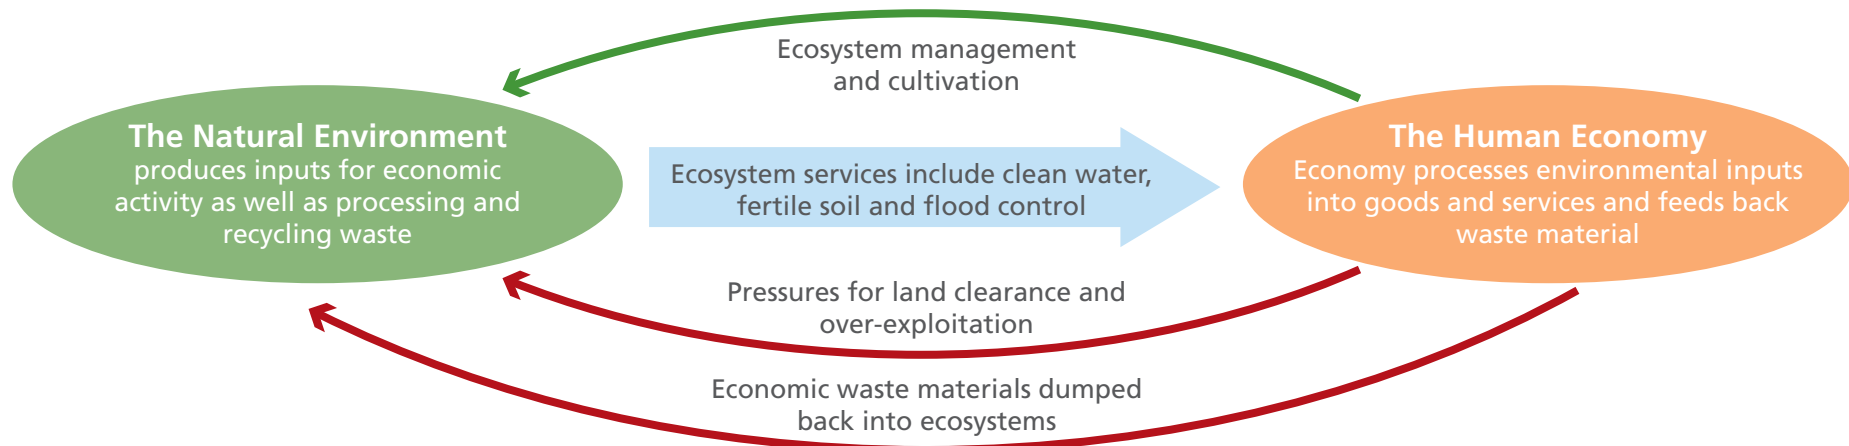 Ecosystem management
and cultivation
The Natural Environment
produces inputs for economic
activity as well as processing and
recycling waste
Ecosystem services include clean water,
fertile soil and flood control
The Human Economy
Economy processes environmental inputs
into goods and services and feeds back
waste material
Pressures for land clearance and
over-exploitation
Economic waste materials dumped
back into ecosystems